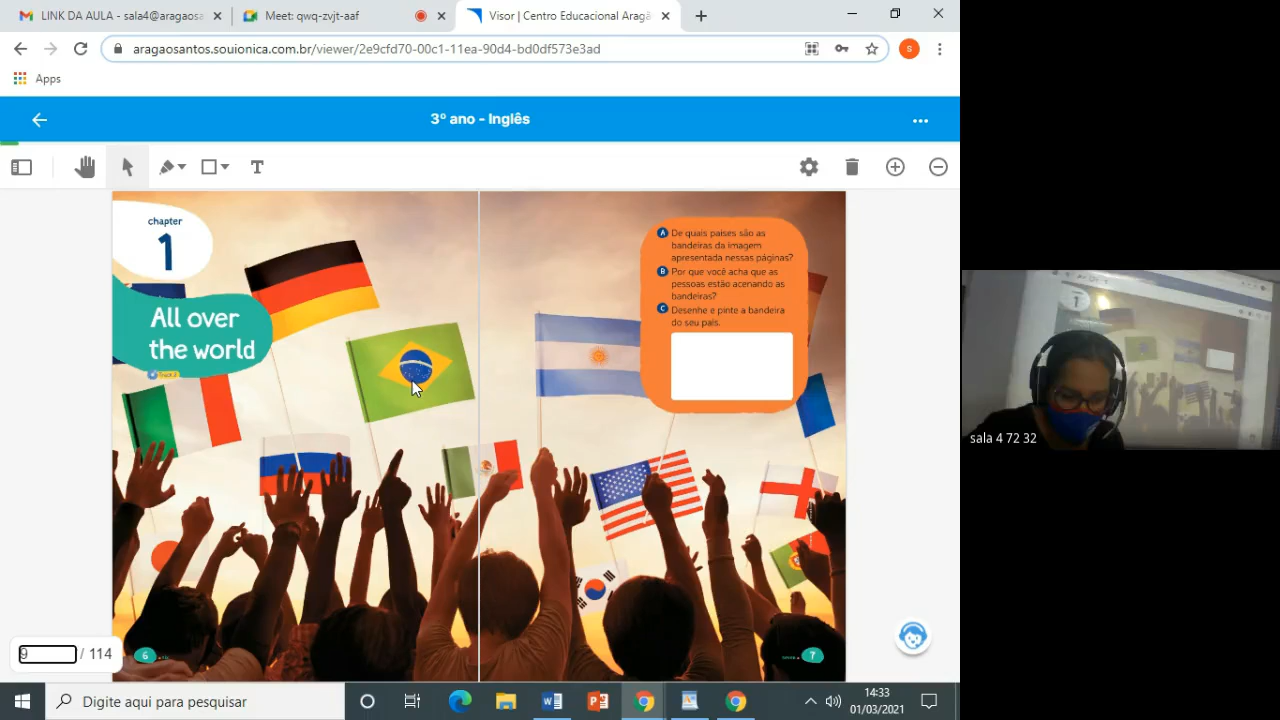 LINK DA AULA - sala4@aragaosa
Meet: qwq-zvjt-aaf
Visor | Centro Educacional Aragã
aragaosantos.souionica.com.br/viewer/2e9cfd70-00c1-11ea-90d4-bd0df573e3ad
S
Apps
3º ano - Inglês
T
chapter
1
All over
the world
A De quais países são as
bandeiras da imagem
apresentada nessas páginas?
B Por que você acha que as
pessoas estão acenando as
bandeiras?
C Desenhe e pinte a bandeira
do seu país.
sala 4 72 32
9 / 114
6
7
Digite aqui para pesquisar
14:33
01/03/2021